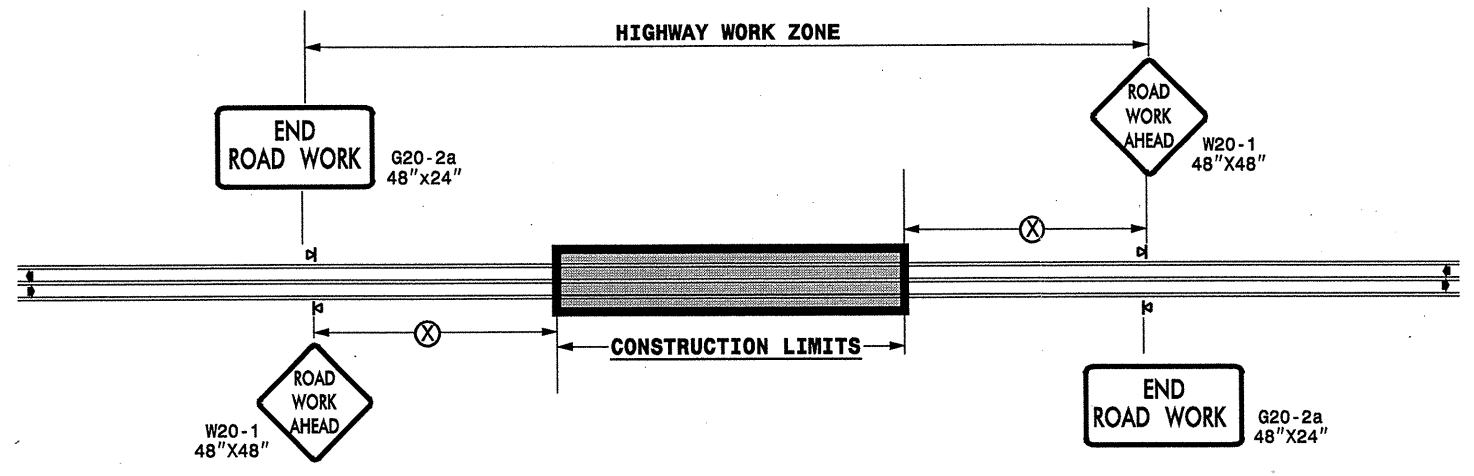 HIGHWAY WORK ZONE
END
ROAD WORK
G20-2a
48"x24"
ROAD
WORK
AHEAD
W20-1
48"X48"
X
X
CONSTRUCTION LIMITS
ROAD
WORK
AHEAD
W20-1
48"X48"
END
ROAD WORK
G20-2a
48"X24"